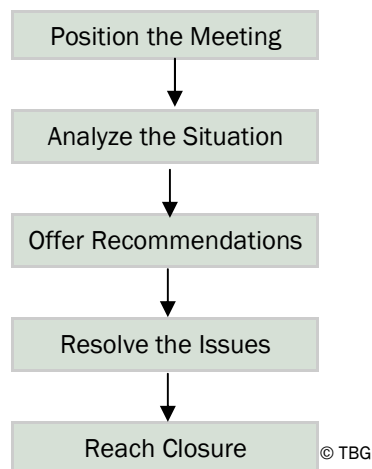 Position the Meeting
Analyze the Situation
Offer Recommendations
Resolve the Issues
Reach Closure
© TBG